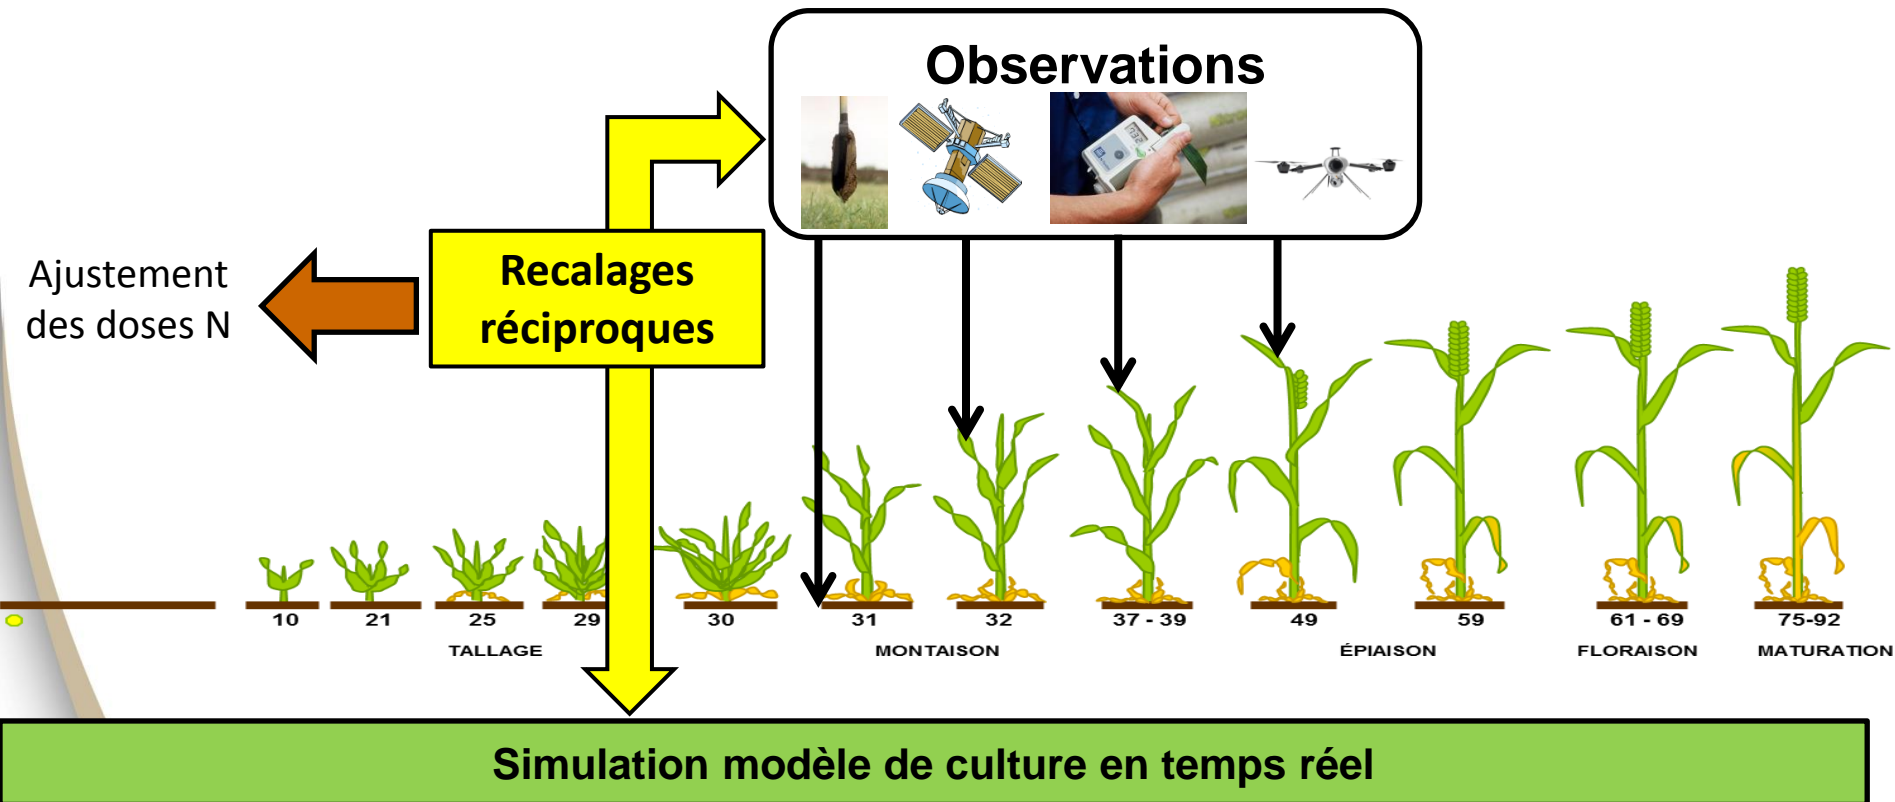 Observations
Ajustement
des doses N
Recalages
réciproques
10 21 25 29 30 31 32 37 - 39 49 59 61 - 69 75-92
TALLAGE MONTAISON ÉPIAISON FLORAISON MATURATION
Simulation modèle de culture en temps réel